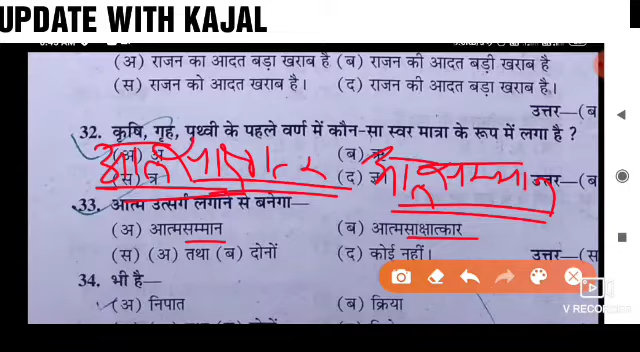 UPDATE WITH KAJAL
(अ) राजन का आदत बड़ा खराब है (ब) राजन की आदत बड़ी खराब है
(स) राजन को आदत खराब है। (द) राजन की आदत बड़ा खराब है।
उत्तर—(ब
32. कृषि, गृह, पृथ्वी के पहले वर्ण में कौन-सा स्वर मात्रा के रूप में लगा है ?
(अ) अ (ब)
(स) त्र (द) उत्तर—(ब
33. आत्म उत्सर्ग लगाने से बनेगा—
(अ) आत्मसम्मान (ब) आत्मसाक्षात्कार
(स) (अ) तथा (ब) दोनों (द) कोई नहीं। उत्तर—(स
34. भी है—
(अ) निपात (ब) क्रिया
V RECORDER